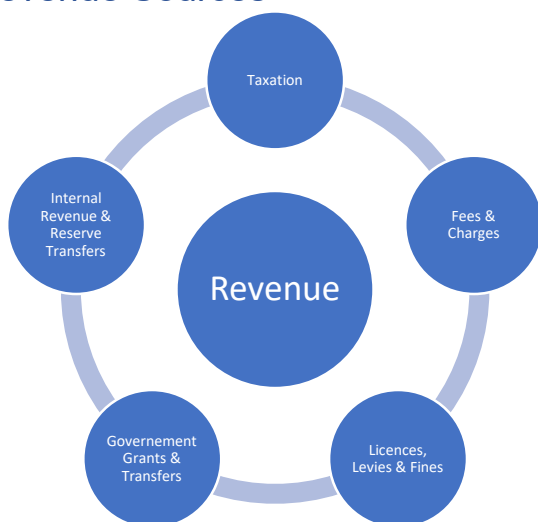 Taxation
Internal
Revenue &
Reserve
Transfers
Fees &
Charges
Revenue
Governement
Grants &
Transfers
Licences,
Levies & Fines